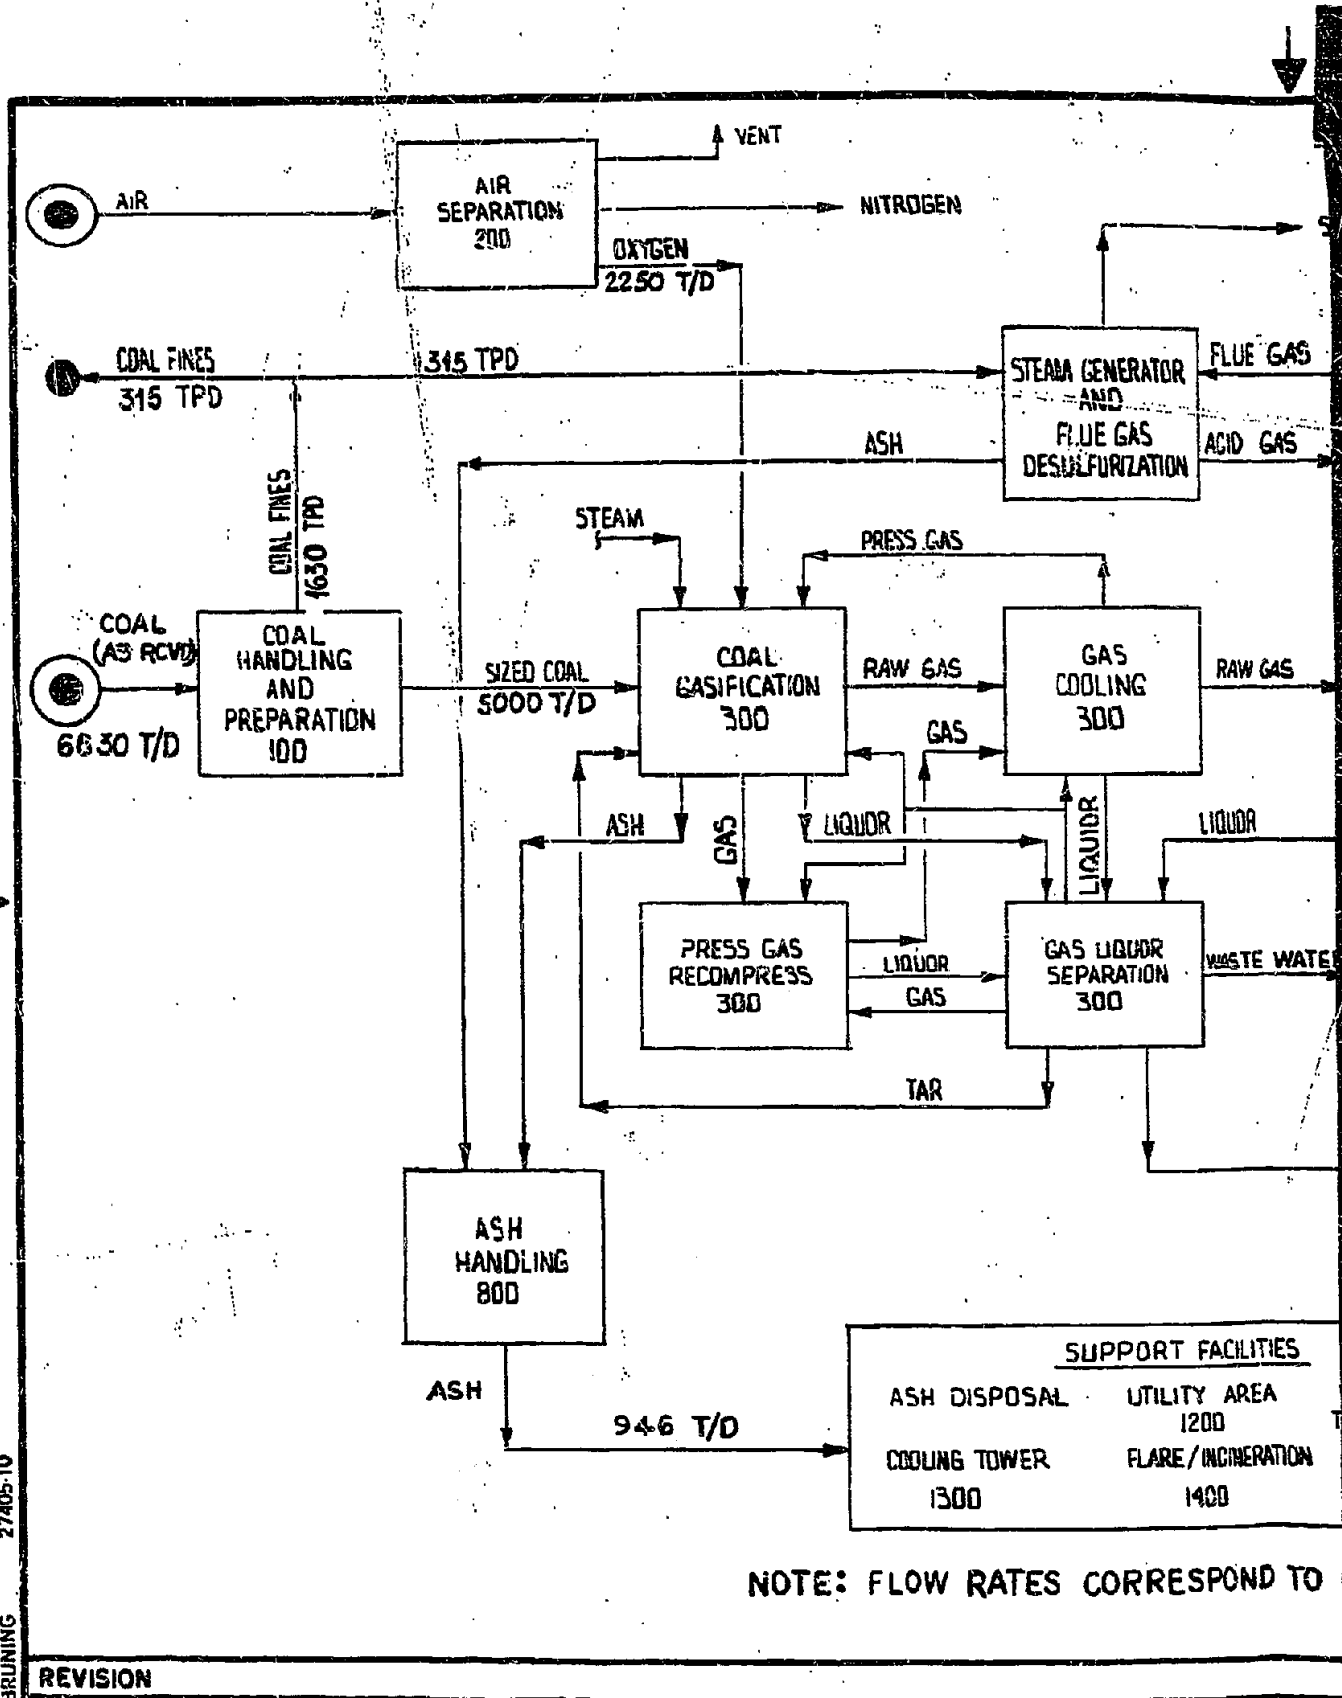 VENT
AIR
AIR
SEPARATION
200
NITROGEN
OXYGEN
2250 T/D
COAL FINES
315 TPD
315 TPD
STEAM GENERATOR
AND
FLUE GAS
DESULFURIZATION
FLUE GAS
ACID GAS
ASH
COAL FINES
1630 TPD
STEAM
PRESS GAS
COAL
(AS RCVD)
6630 T/D
COAL
HANDLING
AND
PREPARATION
100
SIZED COAL
5000 T/D
COAL
GASIFICATION
300
RAW GAS
GAS
COOLING
300
RAW GAS
GAS
ASH
GAS
LIQUOR
LIQUIDR
LIQUOR
PRESS GAS
RECOMPRESS
300
LIQUOR
GAS
GAS LIQUOR
SEPARATION
300
WASTE WATER
TAR
ASH
HANDLING
800
ASH
946 T/D
SUPPORT FACILITIES
ASH DISPOSAL
UTILITY AREA
1200
COOLING TOWER
1300
FLARE/INCINERATION
1400
NOTE: FLOW RATES CORRESPOND TO
BRUNING 27405-10
REVISION